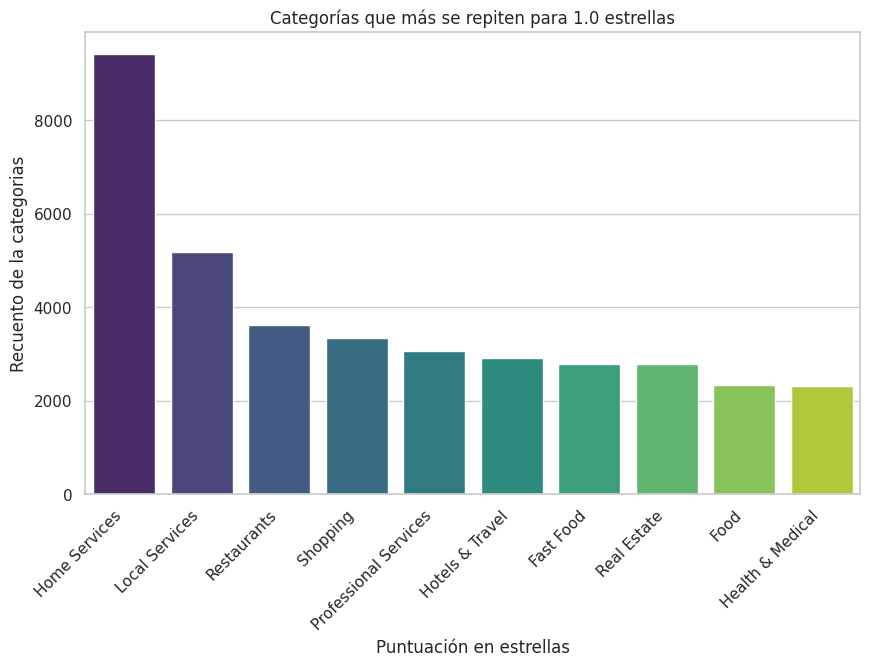 Categorías que más se repiten para 1.0 estrellas
Recuento de la categorias
8000
6000
4000
2000
0
Home Services
Local Services
Restaurants
Shopping
Professional Services
Hotels & Travel
Fast Food
Real Estate
Food
Health & Medical
Puntuación en estrellas